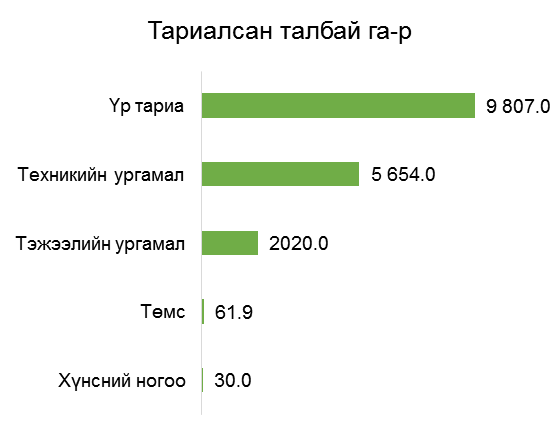 Тариалсан талбай га-р
Үр тариа
9 807.0
Техникийн ургамал
5 654.0
Тэжээлийн ургамал
2020.0
Төмс
61.9
Хүнсний ногоо
30.0